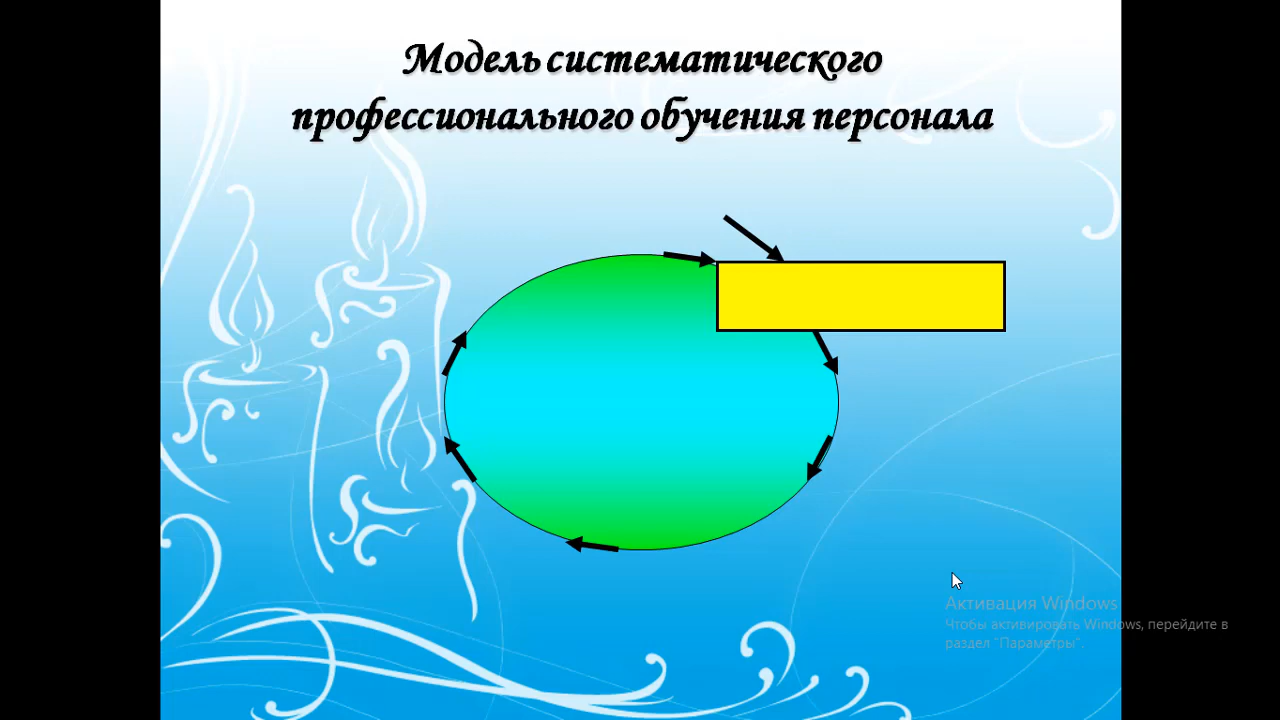 Модель систематического
профессионального обучения персонала
Активация Windows
Чтобы активировать Windows, перейдите в
раздел "Параметры".